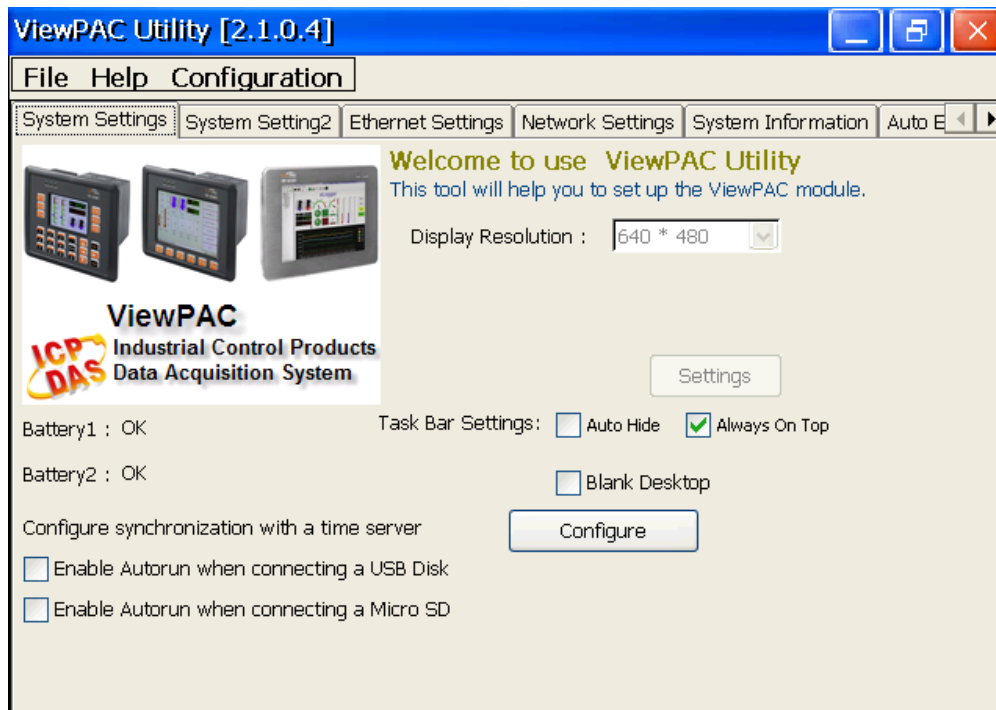 ViewPAC Utility [2.1.0.4]
File Help Configuration
System Settings System Setting2 Ethernet Settings Network Settings System Information Auto E
Welcome to use ViewPAC Utility
This tool will help you to set up the ViewPAC module.
Display Resolution : 640 * 480
ViewPAC
ICP DAS
Industrial Control Products
Data Acquisition System
Settings
Battery1 : OK
Task Bar Settings: Auto Hide Always On Top
Battery2 : OK
Blank Desktop
Configure synchronization with a time server Configure
Enable Autorun when connecting a USB Disk
Enable Autorun when connecting a Micro SD